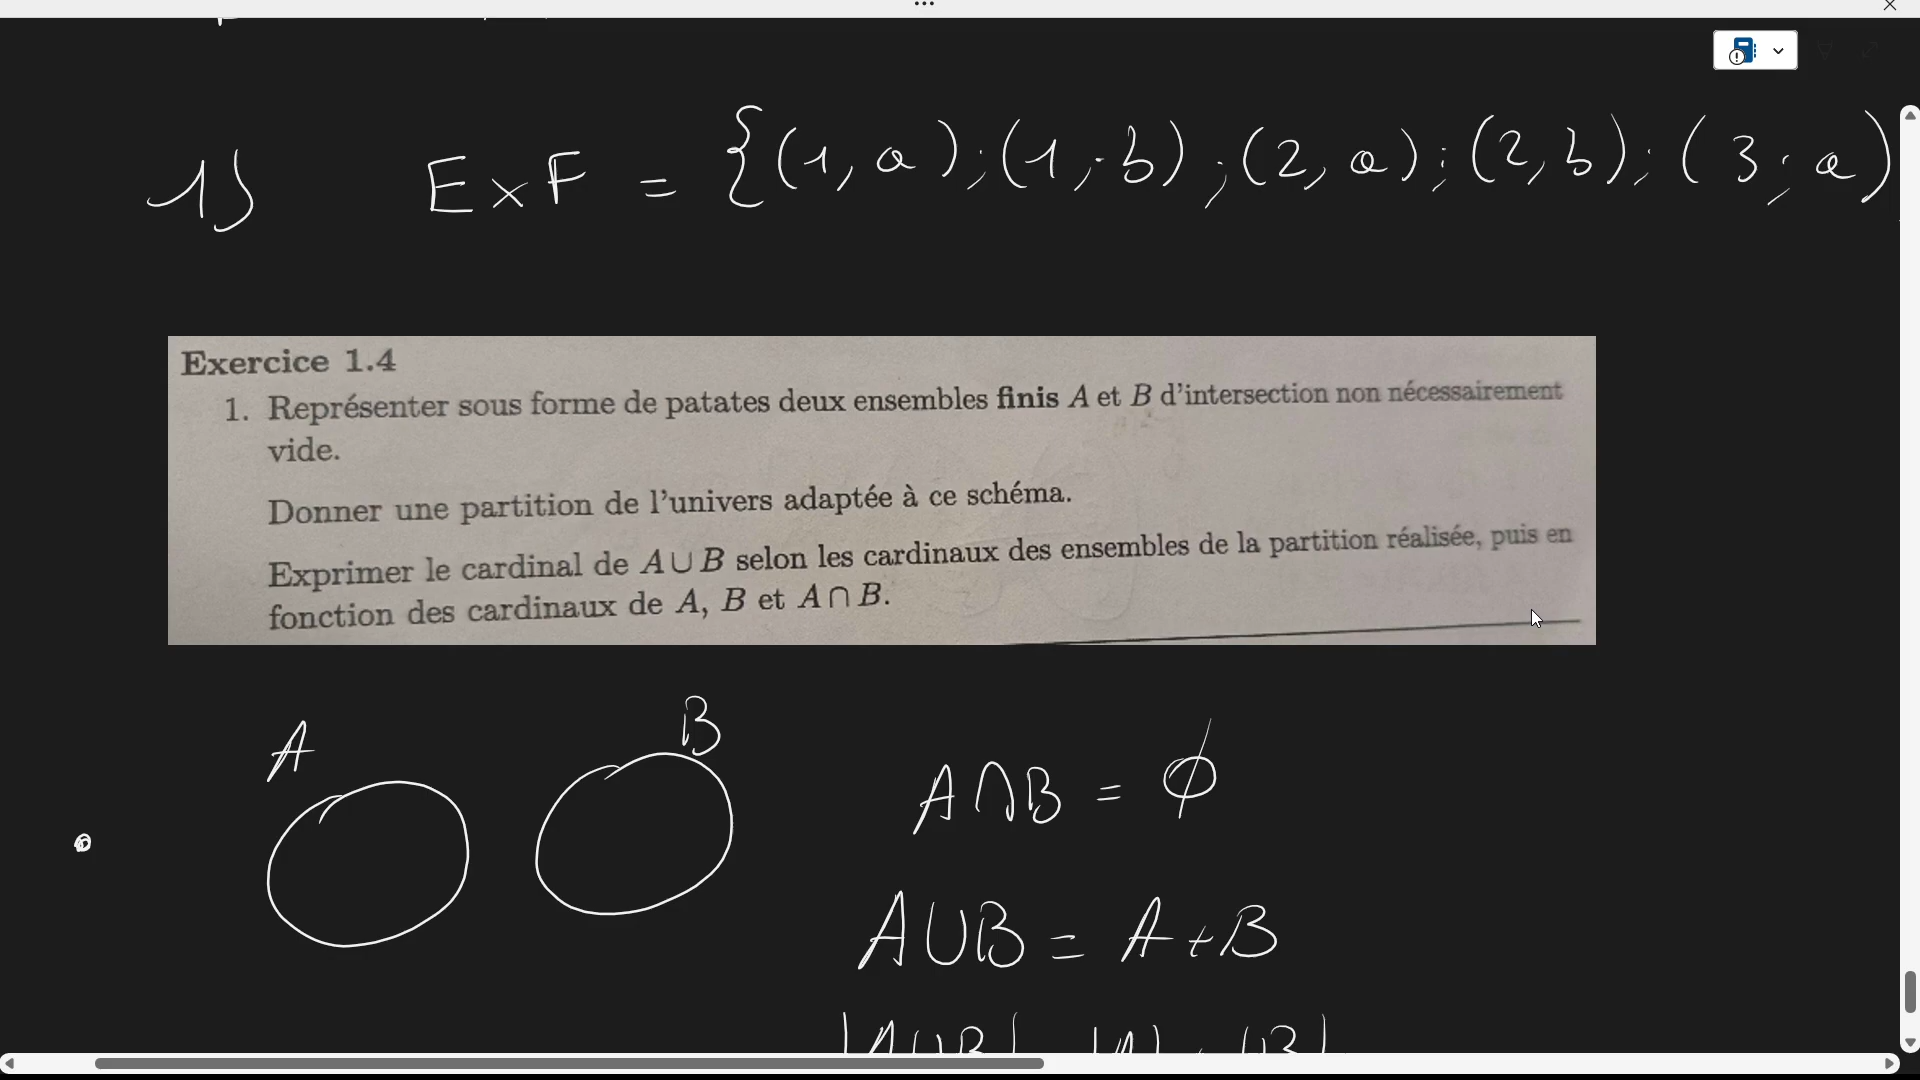 1) E x F = {(1, a);(1, b);(2, a);(2, b);(3; a)
Exercice 1.4
1. Représenter sous forme de patates deux ensembles finis A et B d'intersection non nécessairement
vide.
Donner une partition de l'univers adaptée à ce schéma.
Exprimer le cardinal de A ∪ B selon les cardinaux des ensembles de la partition réalisée, puis en
fonction des cardinaux de A, B et A ∩ B.
A
B
A ∩ B = ϕ
A ∪ B = A + B